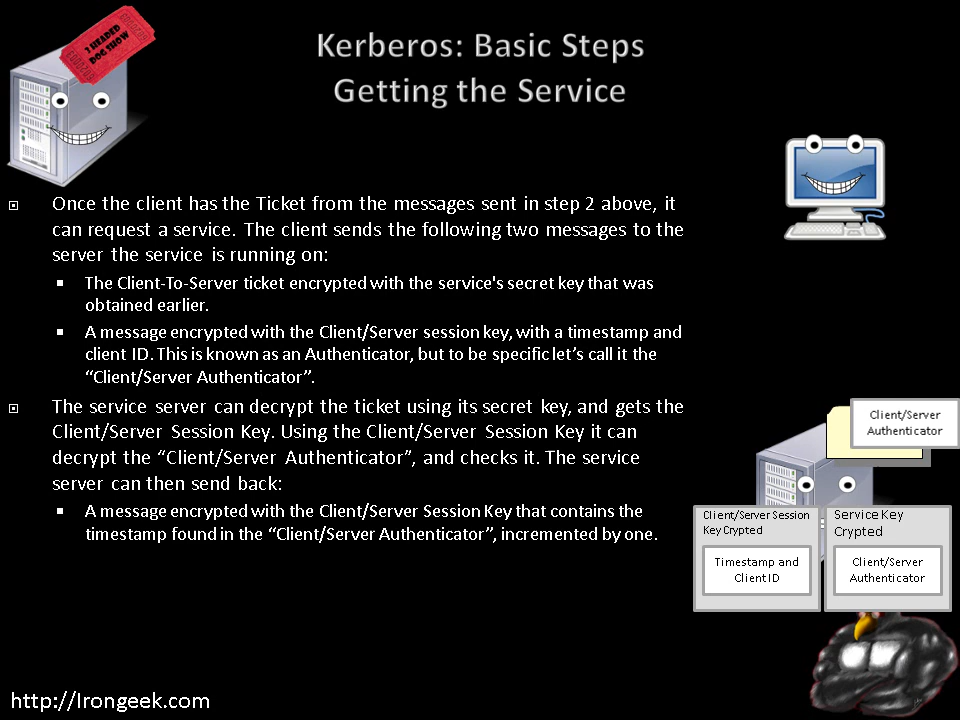 3 HEADED
DOG SHOW
Kerberos: Basic Steps
Getting the Service
Once the client has the Ticket from the messages sent in step 2 above, it
can request a service. The client sends the following two messages to the
server the service is running on:
The Client-To-Server ticket encrypted with the service's secret key that was
obtained earlier.
A message encrypted with the Client/Server session key, with a timestamp and
client ID. This is known as an Authenticator, but to be specific let’s call it the
“Client/Server Authenticator”.
The service server can decrypt the ticket using its secret key, and gets the
Client/Server Session Key. Using the Client/Server Session Key it can
decrypt the “Client/Server Authenticator”, and checks it. The service
server can then send back:
A message encrypted with the Client/Server Session Key that contains the
timestamp found in the “Client/Server Authenticator”, incremented by one.
Client/Server
Authenticator
Client/Server Session
Key Crypted
Timestamp and
Client ID
Service Key
Crypted
Client/Server
Authenticator
http://Irongeek.com